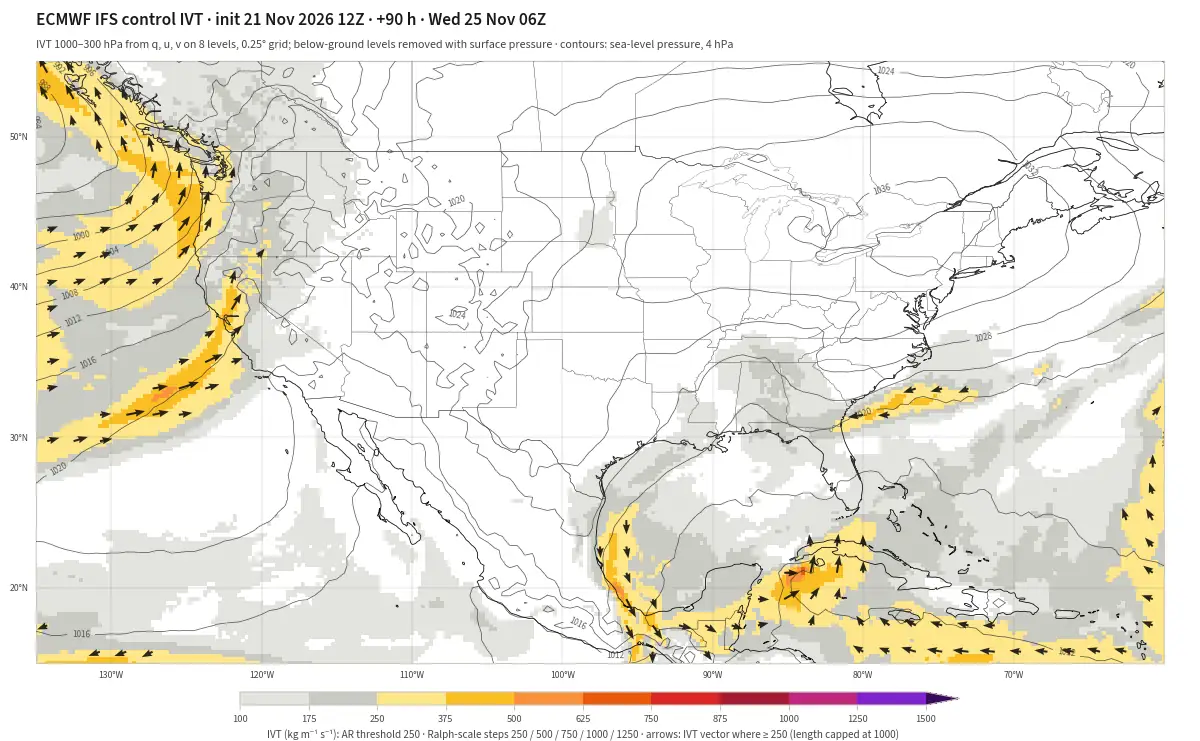 ECMWF IFS control IVT · init 21 Nov 2026 12Z · +90 h · Wed 25 Nov 06Z
IVT 1000–300 hPa from q, u, v on 8 levels, 0.25° grid; below-ground levels removed with surface pressure · contours: sea-level pressure, 4 hPa
992
996
988
1024
50°N
1032
1036
1020
1000
1004
40°N
1008
1024
1012
1028
1016
1020
30°N
1020
20°N
1016
1016
1012
130°W 120°W 110°W 100°W 90°W 80°W 70°W
100 175 250 375 500 625 750 875 1000 1250 1500
IVT (kg m⁻¹ s⁻¹): AR threshold 250 · Ralph-scale steps 250 / 500 / 750 / 1000 / 1250 · arrows: IVT vector where ≥ 250 (length capped at 1000)